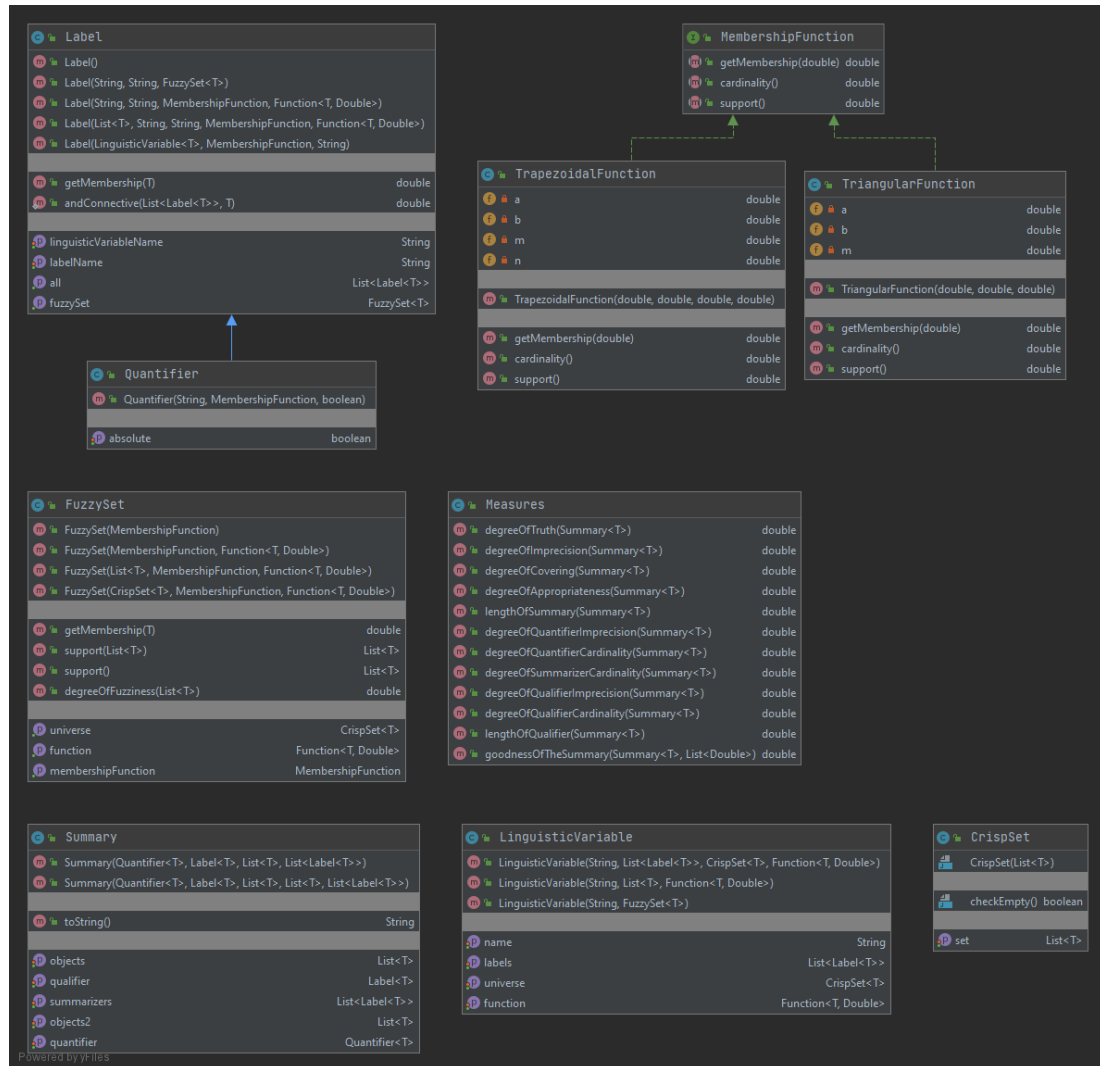 Label
Label()
Label(String, String, FuzzySet<T>)
Label(String, String, MembershipFunction, Function<T, Double>)
Label(List<T>, String, String, MembershipFunction, Function<T, Double>)
Label(LinguisticVariable<T>, MembershipFunction, String)
getMembership(T) double
andConnective(List<Label<T>>, T) double
linguisticVariableName String
labelName String
all List<Label<T>>
fuzzySet FuzzySet<T>
MembershipFunction
getMembership(double) double
cardinality() double
support() double
TrapezoidalFunction
a double
b double
m double
n double
TrapezoidalFunction(double, double, double, double)
getMembership(double) double
cardinality() double
support() double
TriangularFunction
a double
b double
m double
TriangularFunction(double, double, double)
getMembership(double) double
cardinality() double
support() double
Quantifier
Quantifier(String, MembershipFunction, boolean)
absolute boolean
FuzzySet
FuzzySet(MembershipFunction)
FuzzySet(MembershipFunction, Function<T, Double>)
FuzzySet(List<T>, MembershipFunction, Function<T, Double>)
FuzzySet(CrispSet<T>, MembershipFunction, Function<T, Double>)
getMembership(T) double
support(List<T>) List<T>
support() List<T>
degreeOfFuzziness(List<T>) double
universe CrispSet<T>
function Function<T, Double>
membershipFunction MembershipFunction
Measures
degreeOfTruth(Summary<T>) double
degreeOfImprecision(Summary<T>) double
degreeOfCovering(Summary<T>) double
degreeOfAppropriateness(Summary<T>) double
lengthOfSummary(Summary<T>) double
degreeOfQuantifierImprecision(Summary<T>) double
degreeOfQuantifierCardinality(Summary<T>) double
degreeOfSummarizerCardinality(Summary<T>) double
degreeOfQualifierImprecision(Summary<T>) double
degreeOfQualifierCardinality(Summary<T>) double
lengthOfQualifier(Summary<T>) double
goodnessOfTheSummary(Summary<T>, List<Double>) double
Summary
Summary(Quantifier<T>, Label<T>, List<T>, List<Label<T>>)
Summary(Quantifier<T>, Label<T>, List<T>, List<T>, List<Label<T>>)
toString() String
objects List<T>
qualifier Label<T>
summarizers List<Label<T>>
objects2 List<T>
quantifier Quantifier<T>
LinguisticVariable
LinguisticVariable(String, List<Label<T>>, CrispSet<T>, Function<T, Double>)
LinguisticVariable(String, List<T>, Function<T, Double>)
LinguisticVariable(String, FuzzySet<T>)
name String
labels List<Label<T>>
universe CrispSet<T>
function Function<T, Double>
CrispSet
CrispSet(List<T>)
checkEmpty() boolean
set List<T>
Powered by yFiles